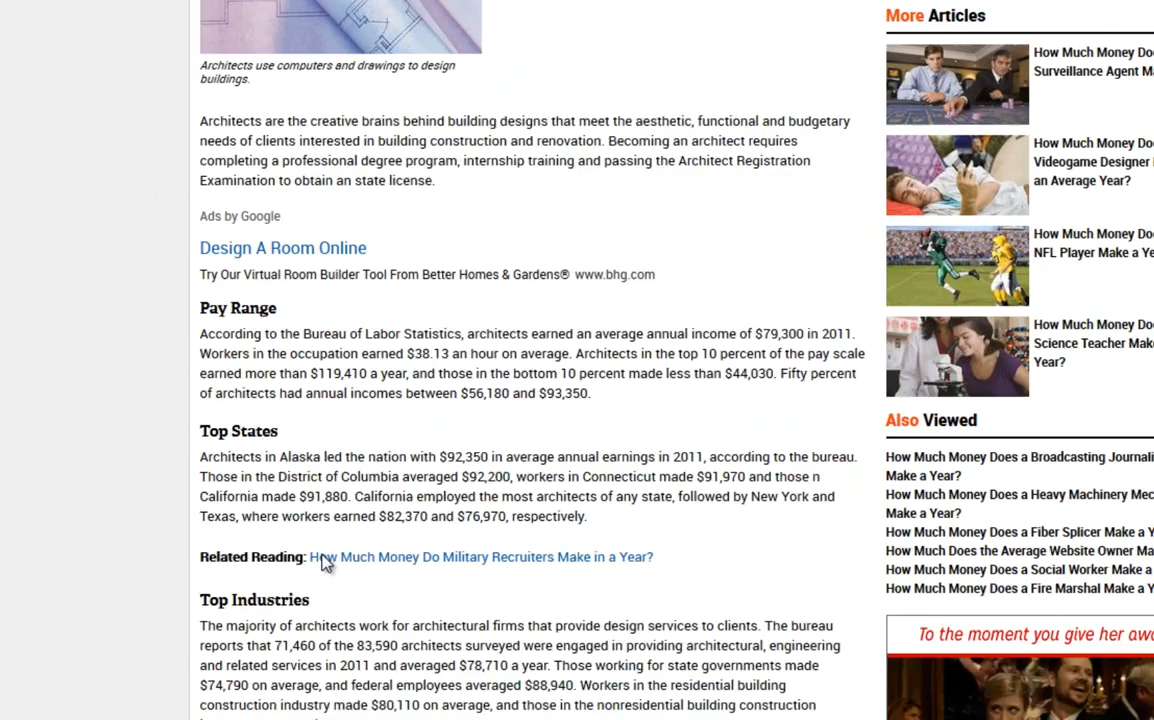 Architects use computers and drawings to design
buildings.
Architects are the creative brains behind building designs that meet the aesthetic, functional and budgetary
needs of clients interested in building construction and renovation. Becoming an architect requires
completing a professional degree program, internship training and passing the Architect Registration
Examination to obtain an state license.
Ads by Google
Design A Room Online
Try Our Virtual Room Builder Tool From Better Homes & Gardens® www.bhg.com
Pay Range
According to the Bureau of Labor Statistics, architects earned an average annual income of $79,300 in 2011.
Workers in the occupation earned $38.13 an hour on average. Architects in the top 10 percent of the pay scale
earned more than $119,410 a year, and those in the bottom 10 percent made less than $44,030. Fifty percent
of architects had annual incomes between $56,180 and $93,350.
Top States
Architects in Alaska led the nation with $92,350 in average annual earnings in 2011, according to the bureau.
Those in the District of Columbia averaged $92,200, workers in Connecticut made $91,970 and those n
California made $91,880. California employed the most architects of any state, followed by New York and
Texas, where workers earned $82,370 and $76,970, respectively.
Related Reading: How Much Money Do Military Recruiters Make in a Year?
Top Industries
The majority of architects work for architectural firms that provide design services to clients. The bureau
reports that 71,460 of the 83,590 architects surveyed were engaged in providing architectural, engineering
and related services in 2011 and averaged $78,710 a year. Those working for state governments made
$74,790 on average, and federal employees averaged $88,940. Workers in the residential building
construction industry made $80,110 on average, and those in the nonresidential building construction
More Articles
How Much Money Do
Surveillance Agent Ma
How Much Money Do
Videogame Designer
an Average Year?
How Much Money Do
NFL Player Make a Ye
How Much Money Do
Science Teacher Make
Year?
Also Viewed
How Much Money Does a Broadcasting Journali
Make a Year?
How Much Money Does a Heavy Machinery Mec
Make a Year?
How Much Money Does a Fiber Splicer Make a Y
How Much Does the Average Website Owner Ma
How Much Money Does a Social Worker Make a
How Much Money Does a Fire Marshal Make a Y
To the moment you give her awa